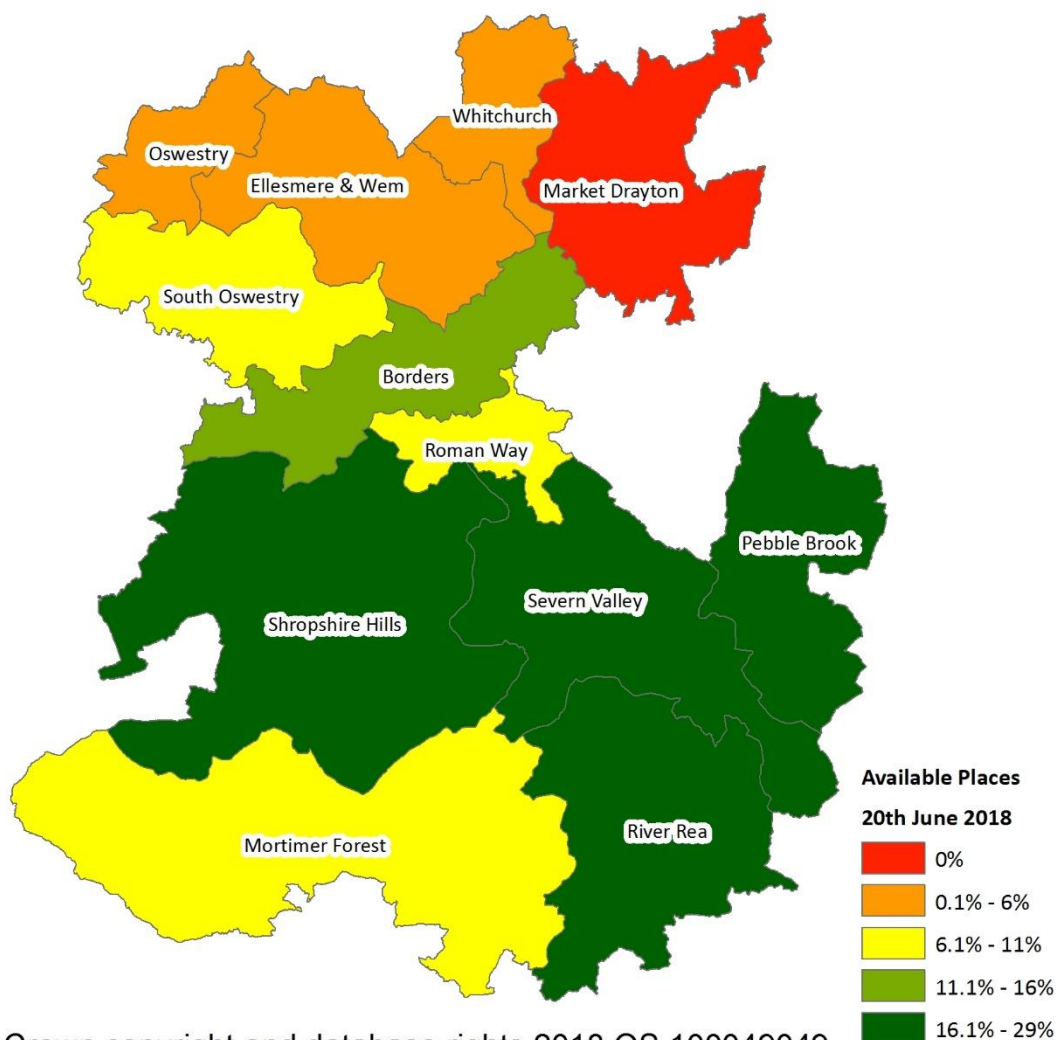 Whitchurch
Oswestry
Ellesmere & Wem
Market Drayton
South Oswestry
Borders
Roman Way
Pebble Brook
Severn Valley
Shropshire Hills
River Rea
Mortimer Forest
Available Places
20th June 2018
0%
0.1% - 6%
6.1% - 11%
11.1% - 16%
16.1% - 29%